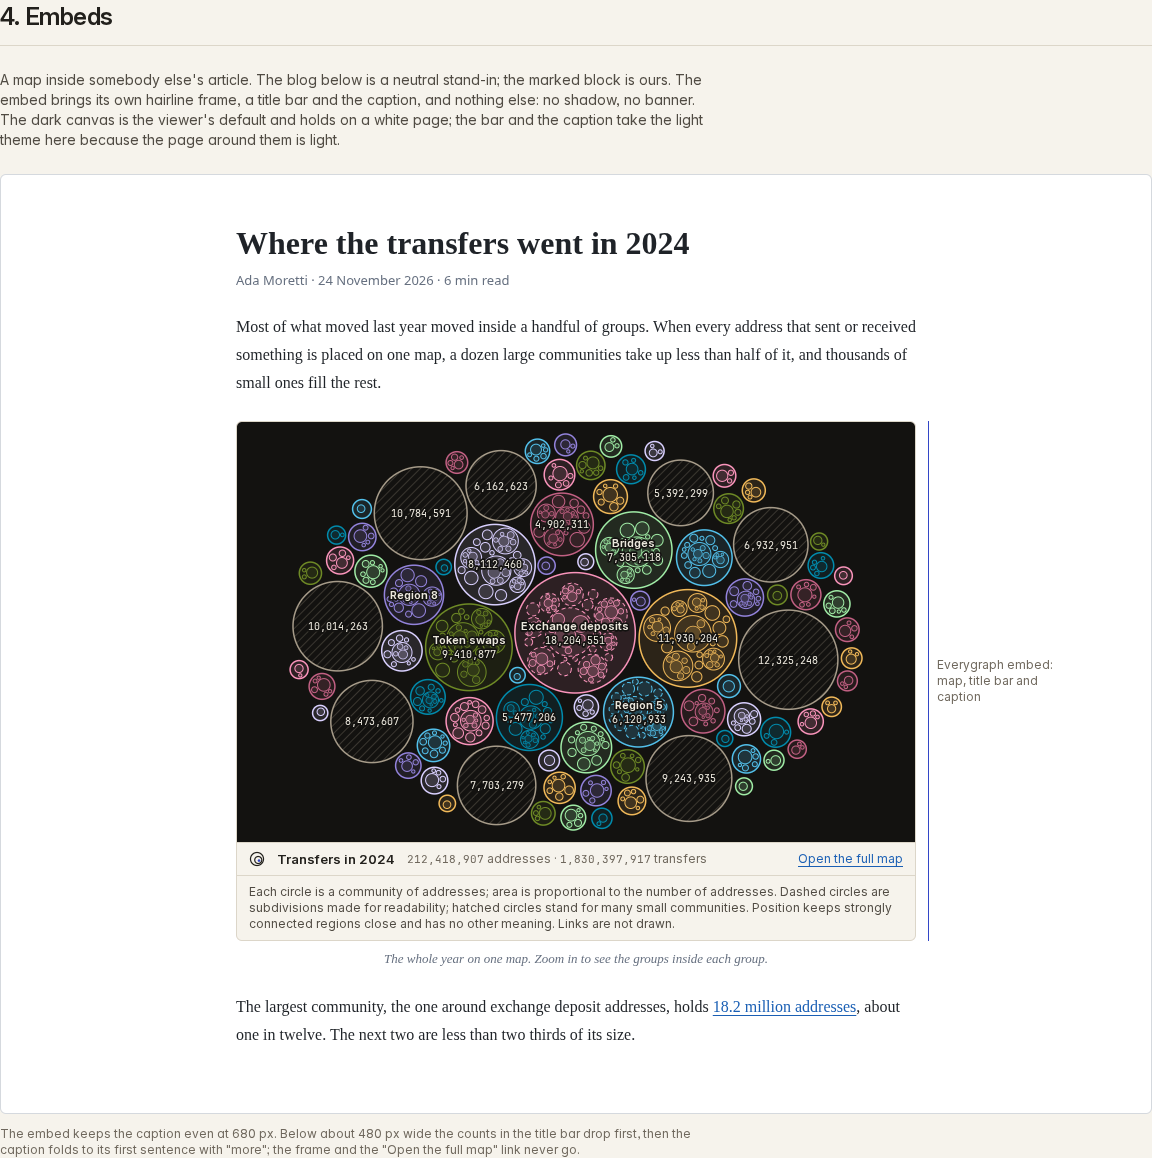 4. Embeds
A map inside somebody else's article. The blog below is a neutral stand-in; the marked block is ours. The
embed brings its own hairline frame, a title bar and the caption, and nothing else: no shadow, no banner.
The dark canvas is the viewer's default and holds on a white page; the bar and the caption take the light
theme here because the page around them is light.
Where the transfers went in 2024
Ada Moretti · 24 November 2026 · 6 min read
Most of what moved last year moved inside a handful of groups. When every address that sent or received
something is placed on one map, a dozen large communities take up less than half of it, and thousands of
small ones fill the rest.
6,162,623
5,392,299
10,784,591
4,902,311
Bridges
7,305,118
6,932,951
8,112,460
Region 8
10,014,263
Exchange deposits
18,204,551
Token swaps
9,410,877
11,930,204
12,325,248
Region 5
6,120,933
8,473,607
5,477,206
7,703,279
9,243,935
Everygraph embed:
map, title bar and
caption
Transfers in 2024 212,418,907 addresses · 1,830,397,917 transfers Open the full map
Each circle is a community of addresses; area is proportional to the number of addresses. Dashed circles are
subdivisions made for readability; hatched circles stand for many small communities. Position keeps strongly
connected regions close and has no other meaning. Links are not drawn.
The whole year on one map. Zoom in to see the groups inside each group.
The largest community, the one around exchange deposit addresses, holds 18.2 million addresses, about
one in twelve. The next two are less than two thirds of its size.
The embed keeps the caption even at 680 px. Below about 480 px wide the counts in the title bar drop first, then the
caption folds to its first sentence with "more"; the frame and the "Open the full map" link never go.